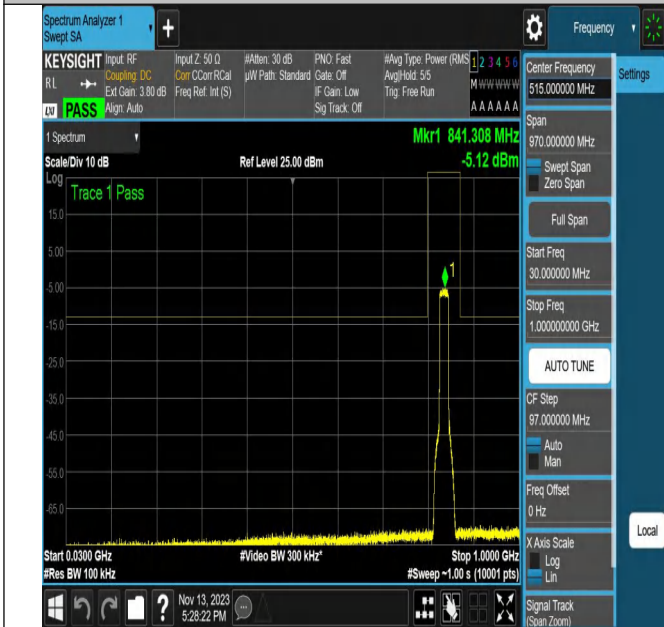 Spectrum Analyzer 1
Swept SA
+
Frequency
KEYSIGHT
RL
LXI PASS
Input: RF
Coupling: DC
Ext Gain: 3.80 dB
Align: Auto
Input Z: 50 Ω
Corr CCorr RCal
Freq Ref: Int (S)
#Atten: 30 dB
µW Path: Standard
PNO: Fast
Gate: Off
IF Gain: Low
Sig Track: Off
#Avg Type: Power (RMS
Avg|Hold: 5/5
Trig: Free Run
1 2 3 4 5 6
M W W W W W
A A A A A A
Center Frequency
515.000000 MHz
Settings
Span
970.000000 MHz
Swept Span
Zero Span
Full Span
Start Freq
30.000000 MHz
Stop Freq
1.000000000 GHz
AUTO TUNE
CF Step
97.000000 MHz
Auto
Man
Freq Offset
0 Hz
X Axis Scale
Log
Lin
Signal Track
(Span Zoom)
Local
1 Spectrum
Scale/Div 10 dB
Ref Level 25.00 dBm
Mkr1 841.308 MHz
-5.12 dBm
Log
Trace 1 Pass
15.0
5.00
-5.00
-15.0
-25.0
-35.0
-45.0
-55.0
-65.0
1
Start 0.0300 GHz
#Video BW 300 kHz*
Stop 1.0000 GHz
#Res BW 100 kHz
#Sweep ~1.00 s (10001 pts)
?
Nov 13, 2023
5:28:22 PM